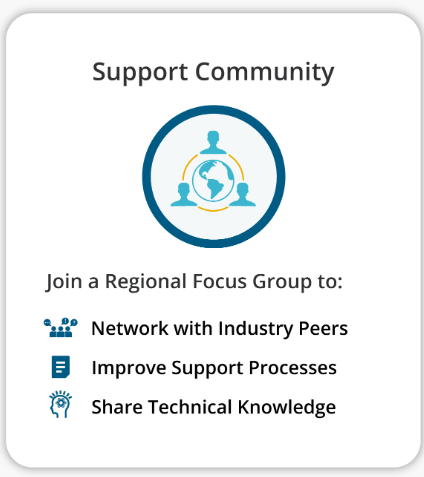 Support Community
Join a Regional Focus Group to:
Network with Industry Peers
Improve Support Processes
Share Technical Knowledge